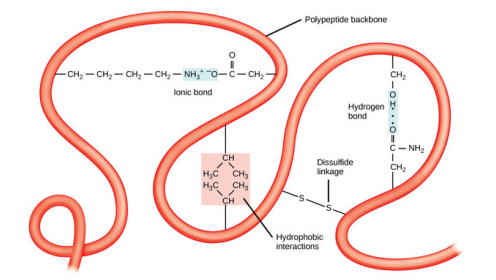 Polypeptide backbone
O
||
—CH₂—CH₂—CH₂—CH₂—NH₃⁺ ⁻O—C—CH₂—
Ionic bond
CH₂
O
H
Hydrogen
bond
O
||
C—NH₂
CH₂
CH
H₃C CH₃
H₃C CH₃
CH
Disulfide
linkage
S
S
Hydrophobic
interactions